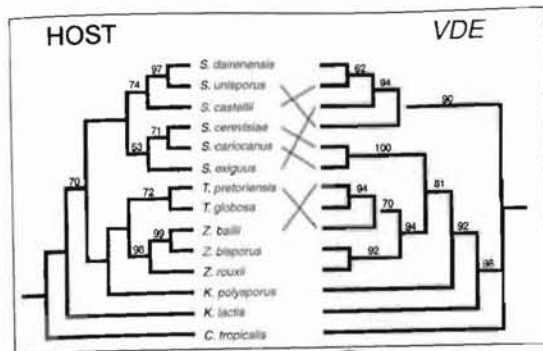 HOST
VDE
97
S. dairenensis
62
74
S. unisporus
94
S. castellii
90
71
S. cerevisiae
53
S. cariocanus
100
S. exiguus
70
72
T. pretoriensis
94
81
T. globosa
70
99
Z. bailii
94
92
98
Z. bisporus
92
Z. rouxii
98
K. polysporus
K. lactis
C. tropicalis